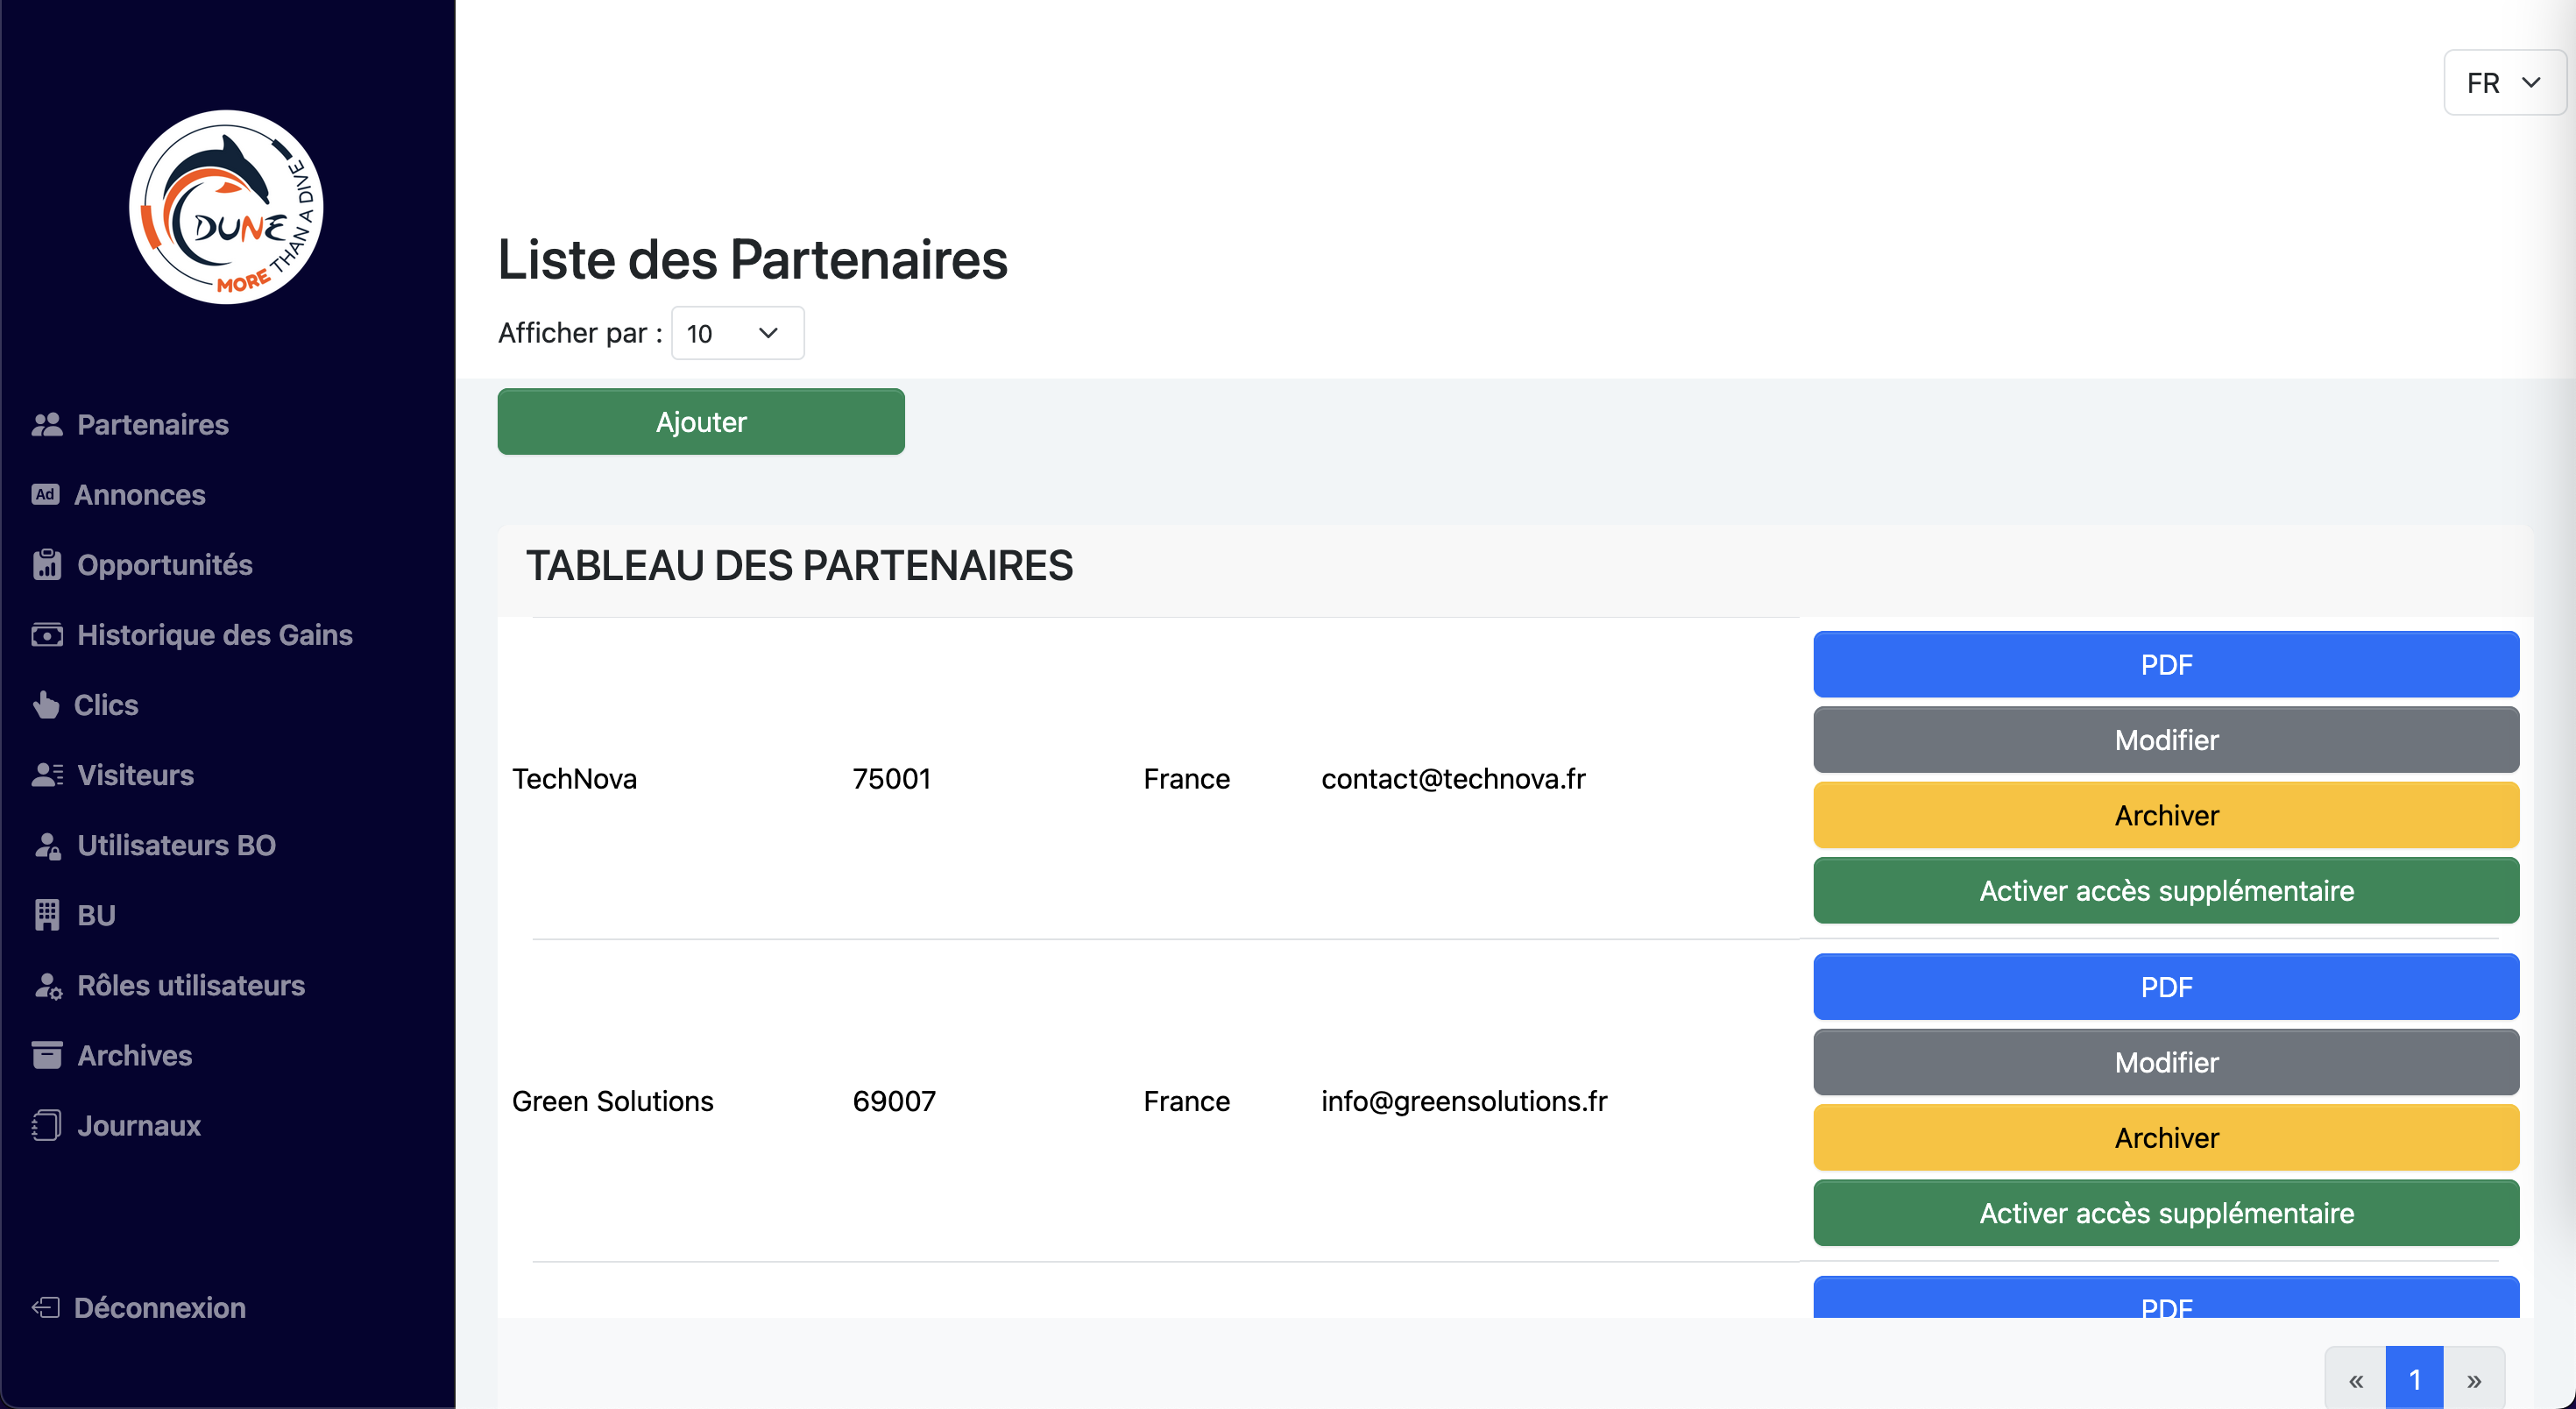 FR
DUNE
MORE THAN A DIVE
Partenaires
Ad Annonces
Opportunités
Historique des Gains
Clics
Visiteurs
Utilisateurs BO
BU
Rôles utilisateurs
Archives
Journaux
Déconnexion
Liste des Partenaires
Afficher par : 10
Ajouter
TABLEAU DES PARTENAIRES
TechNova 75001 France contact@technova.fr
PDF
Modifier
Archiver
Activer accès supplémentaire
Green Solutions 69007 France info@greensolutions.fr
PDF
Modifier
Archiver
Activer accès supplémentaire
PDF
« 1 »